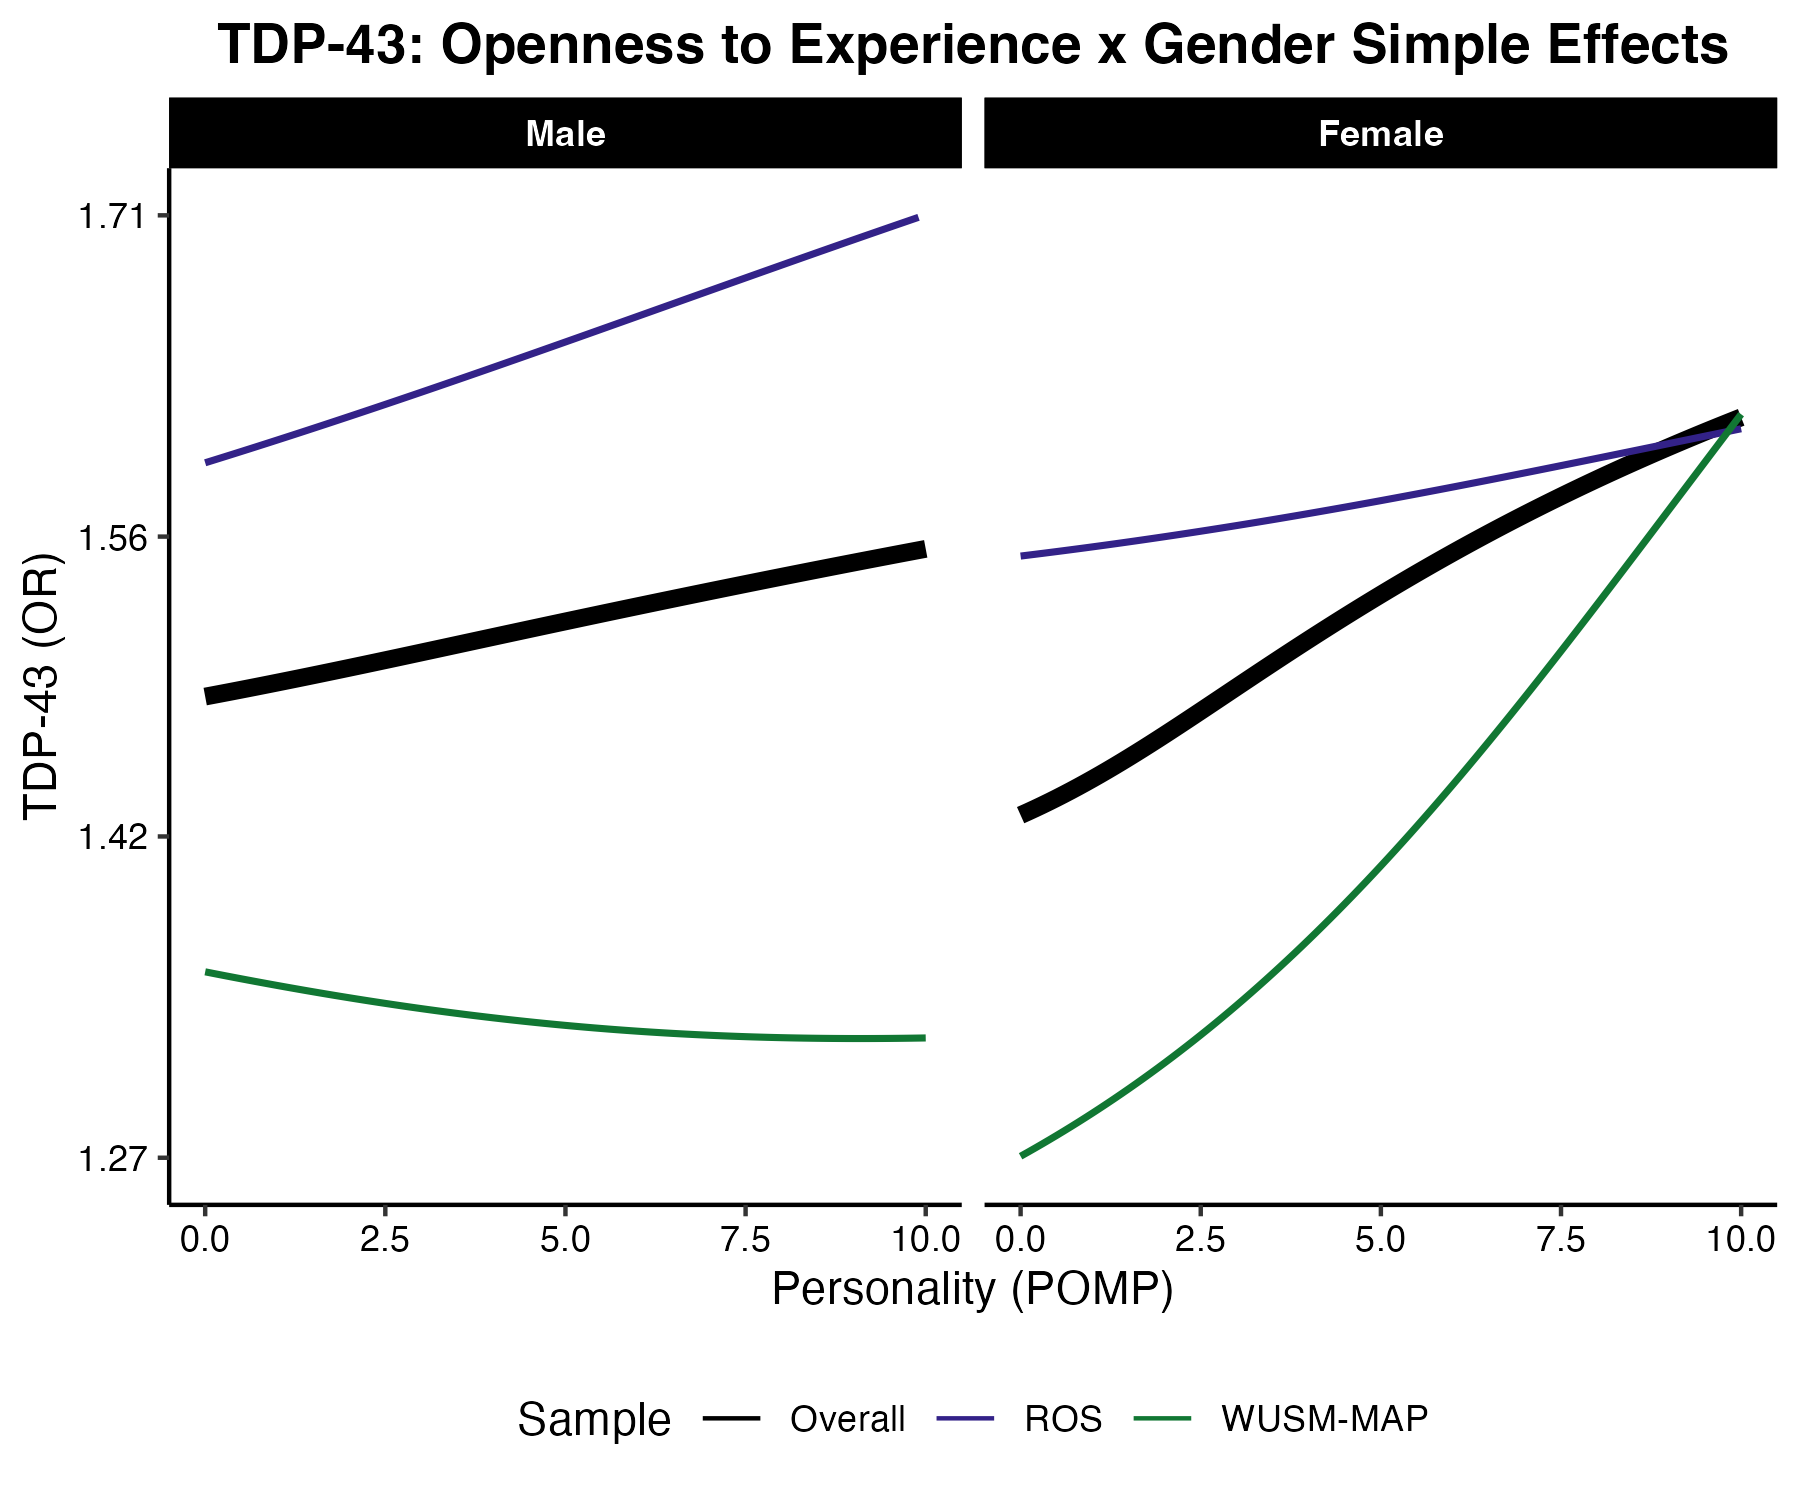 TDP-43: Openness to Experience x Gender Simple Effects
Male
Female
TDP-43 (OR)
1.71
1.56
1.42
1.27
0.0 2.5 5.0 7.5 10.0
0.0 2.5 5.0 7.5 10.0
Personality (POMP)
Sample Overall ROS WUSM-MAP